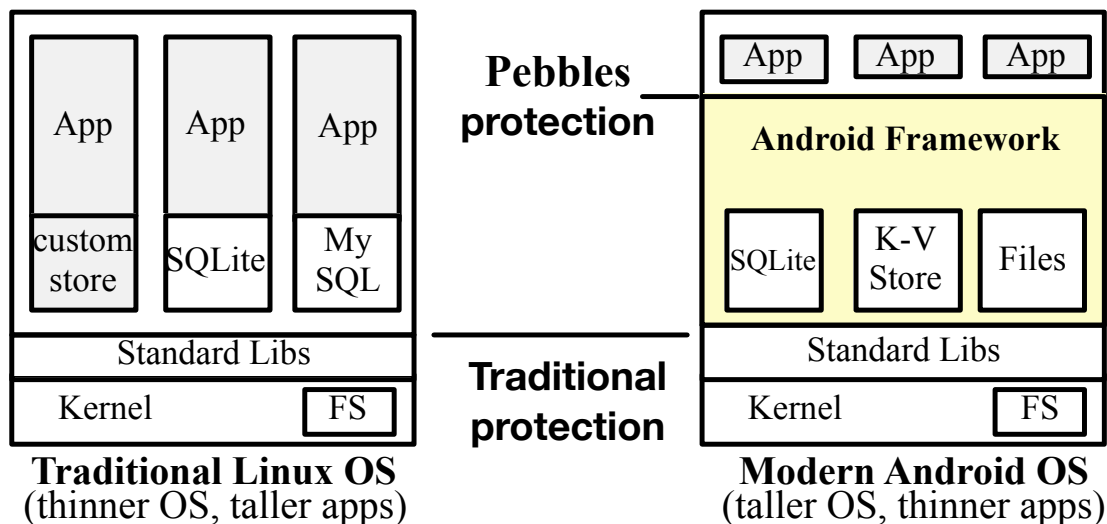 App
App
App
custom
store
SQLite
My
SQL
Standard Libs
Kernel
FS
Traditional Linux OS
(thinner OS, taller apps)
Pebbles
protection
Traditional
protection
App
App
App
Android Framework
SQLite
K-V
Store
Files
Standard Libs
Kernel
FS
Modern Android OS
(taller OS, thinner apps)